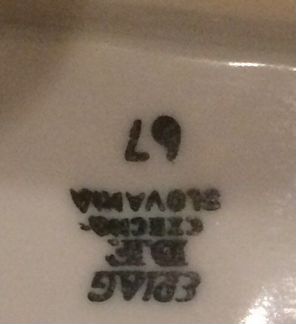 EPIAG
D.F.
CZECHO-
SLOVAKIA
67